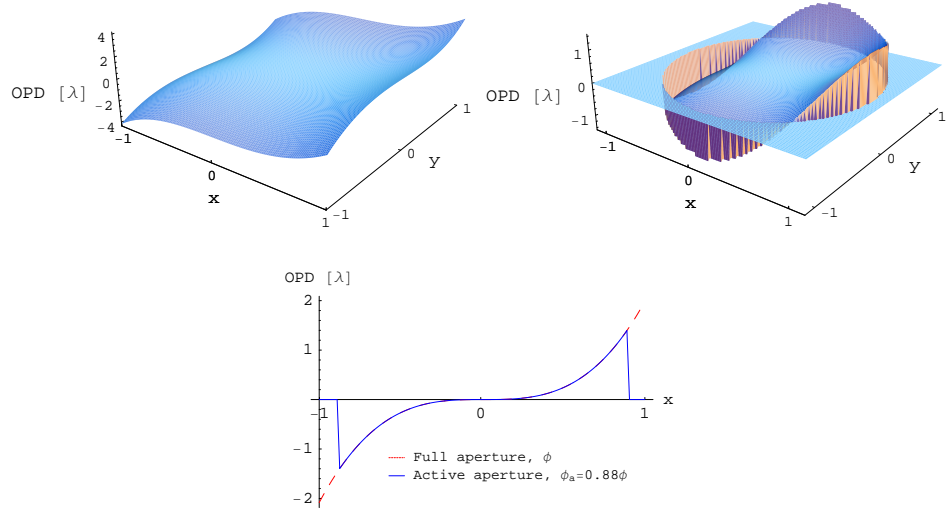 4
2
0
-2
-4
OPD [λ]
-1
0
x
1
-1
0
Y
1
1
0
-1
OPD [λ]
-1
0
x
1
-1
0
Y
1
OPD [λ]
2
1
-1
0
1
x
-1
-2
Full aperture, ϕ
Active aperture, ϕa=0.88ϕ